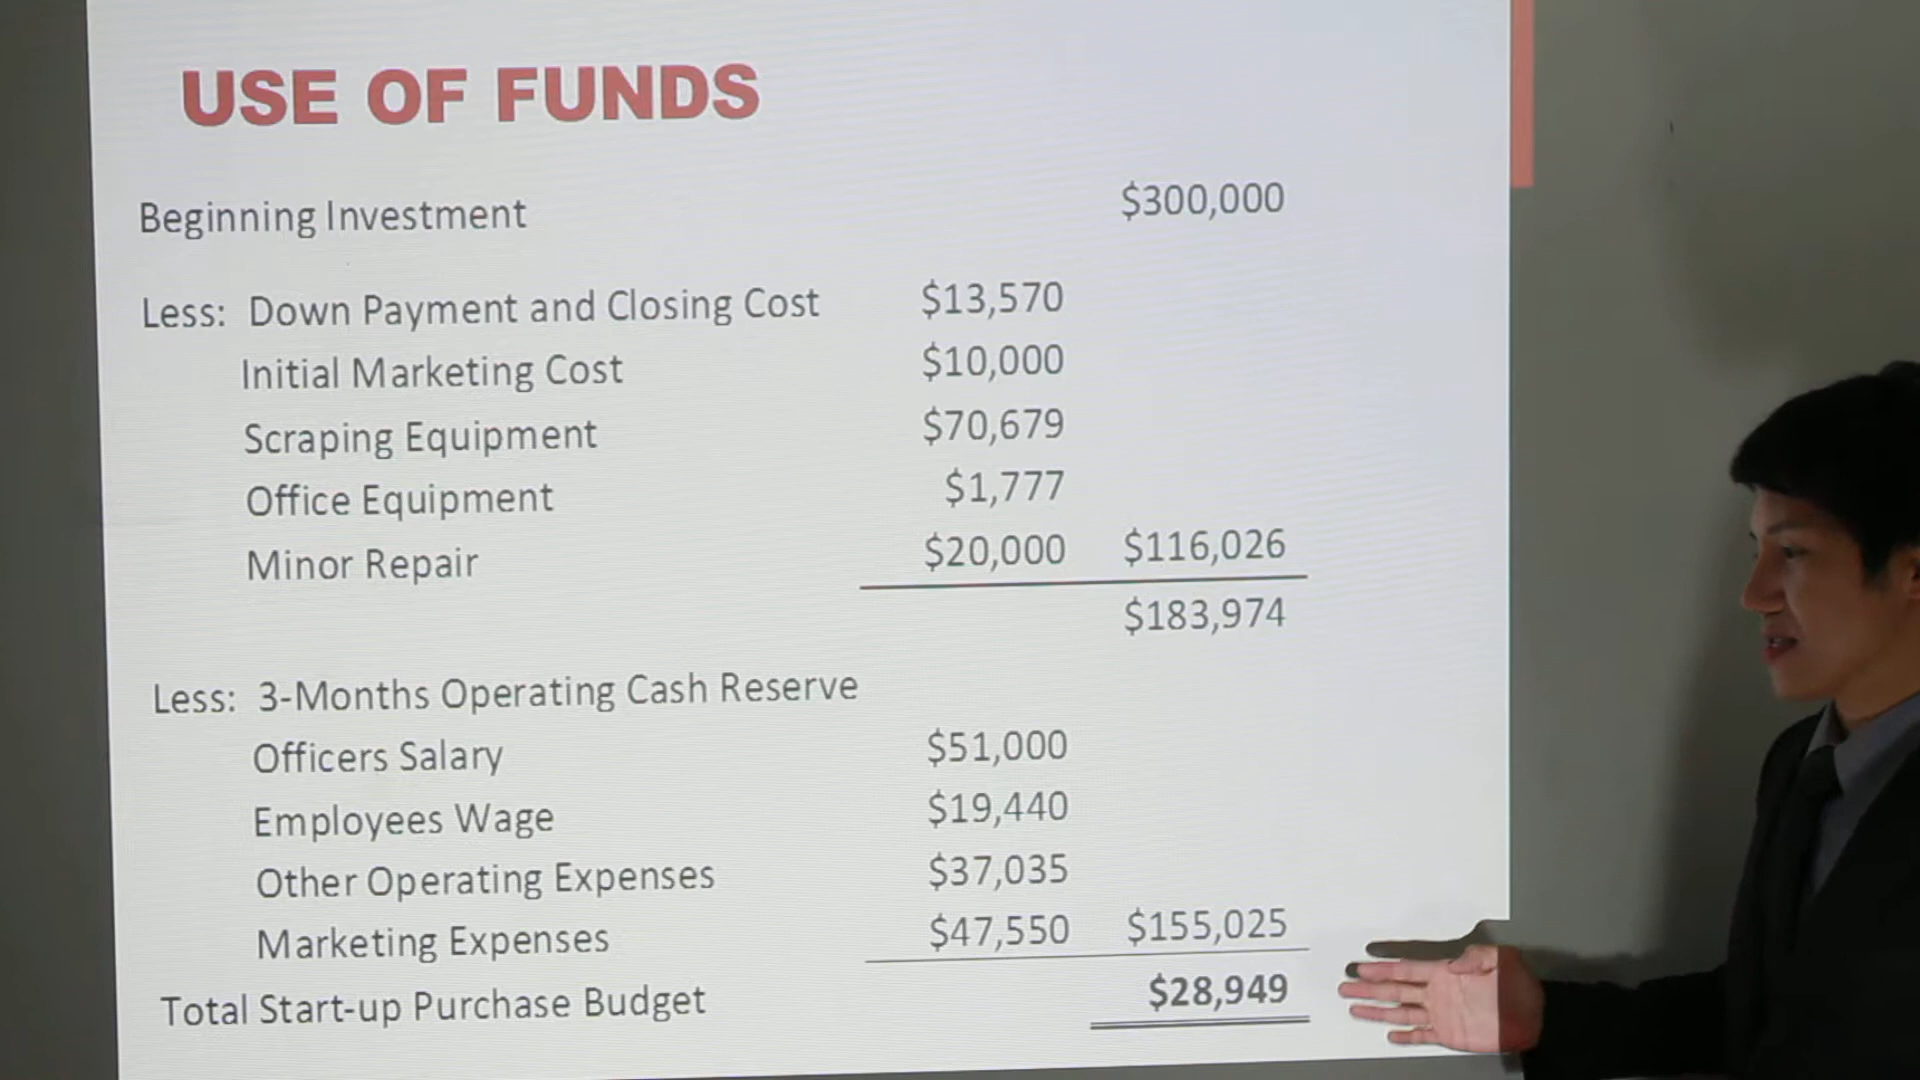 USE OF FUNDS
Beginning Investment $300,000
Less: Down Payment and Closing Cost $13,570
Initial Marketing Cost $10,000
Scraping Equipment $70,679
Office Equipment $1,777
Minor Repair $20,000 $116,026
$183,974
Less: 3-Months Operating Cash Reserve
Officers Salary $51,000
Employees Wage $19,440
Other Operating Expenses $37,035
Marketing Expenses $47,550 $155,025
Total Start-up Purchase Budget $28,949